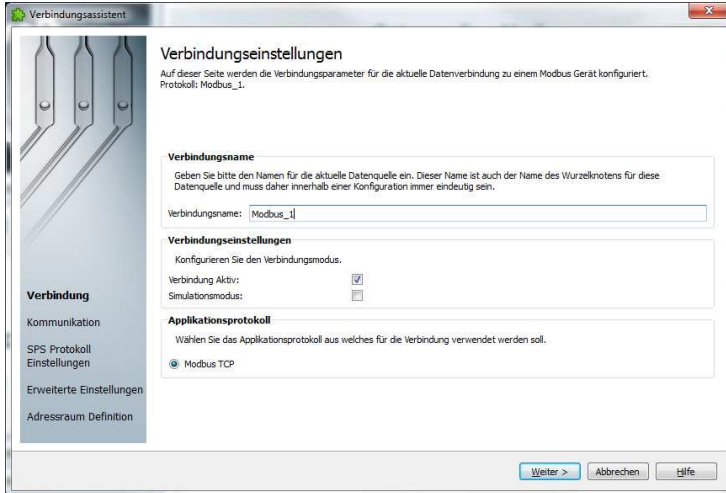 Verbindungsassistent
Verbindungseinstellungen
Auf dieser Seite werden die Verbindungsparameter für die aktuelle Datenverbindung zu einem Modbus Gerät konfiguriert.
Protokoll: Modbus_1.
Verbindungsname
Geben Sie bitte den Namen für die aktuelle Datenquelle ein. Dieser Name ist auch der Name des Wurzelknotens für diese
Datenquelle und muss daher innerhalb einer Konfiguration immer eindeutig sein.
Verbindungsname: Modbus_1
Verbindungseinstellungen
Konfigurieren Sie den Verbindungsmodus.
Verbindung Aktiv:
Simulationsmodus:
Applikationsprotokoll
Wählen Sie das Applikationsprotokoll aus welches für die Verbindung verwendet werden soll.
Modbus TCP
Verbindung
Kommunikation
SPS Protokoll
Einstellungen
Erweiterte Einstellungen
Adressraum Definition
Weiter > Abbrechen Hilfe